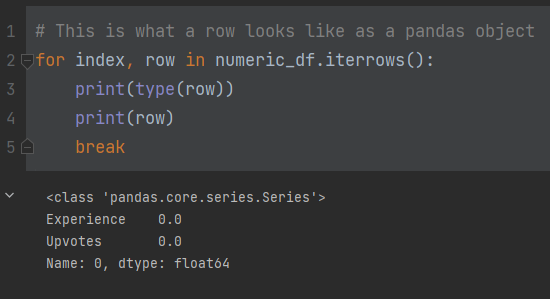 1 # This is what a row looks like as a pandas object
2 for index, row in numeric_df.iterrows():
3     print(type(row))
4     print(row)
5     break
<class 'pandas.core.series.Series'>
Experience    0.0
Upvotes       0.0
Name: 0, dtype: float64